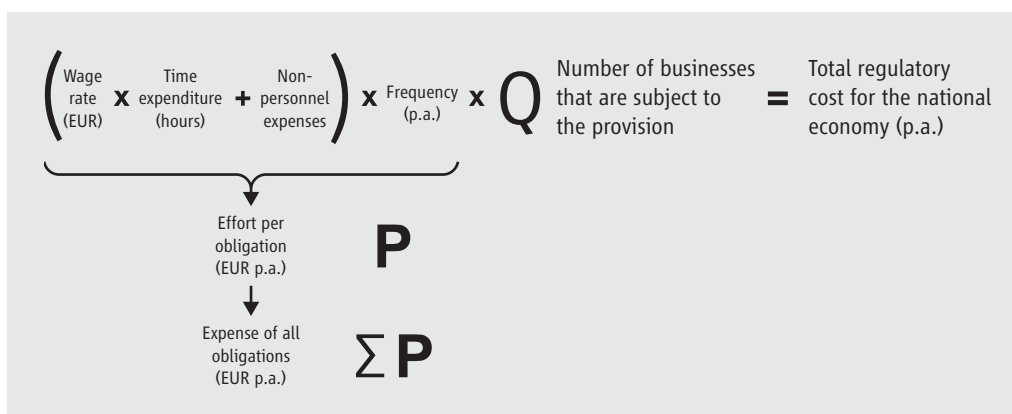 ( Wage rate (EUR) x Time expenditure (hours) + Non-personnel expenses ) x Frequency (p.a.) x Q Number of businesses that are subject to the provision = Total regulatory cost for the national economy (p.a.)
Effort per
obligation
(EUR p.a.)
P
Expense of all
obligations
(EUR p.a.)
∑ P